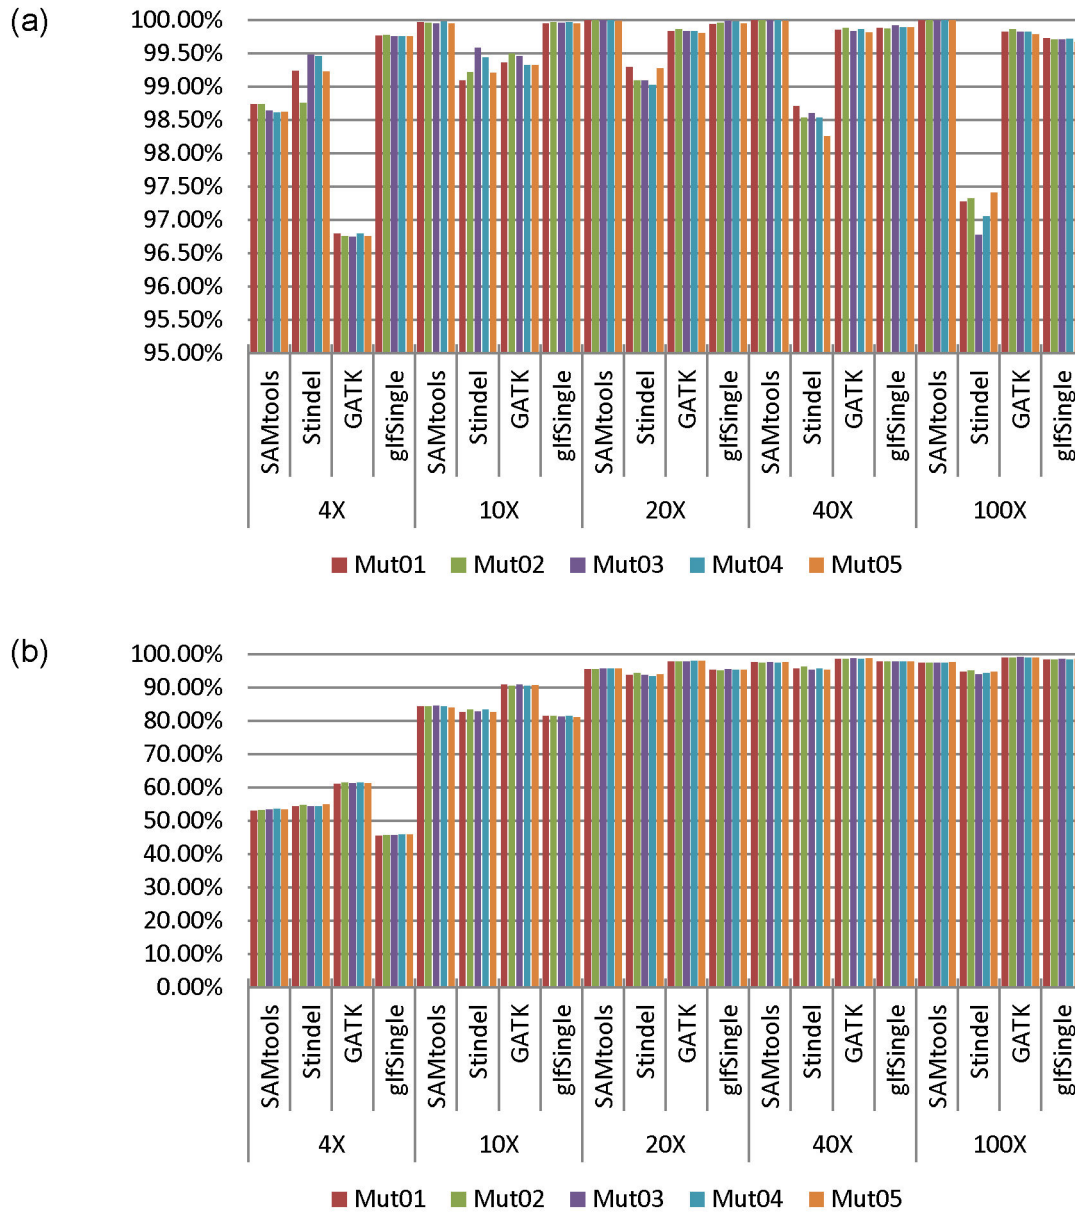 (a)
100.00%
99.50%
99.00%
98.50%
98.00%
97.50%
97.00%
96.50%
96.00%
95.50%
95.00%
SAMtools Stindel GATK glfSingle SAMtools Stindel GATK glfSingle SAMtools Stindel GATK glfSingle SAMtools Stindel GATK glfSingle SAMtools Stindel GATK glfSingle
4X 10X 20X 40X 100X
Mut01 Mut02 Mut03 Mut04 Mut05
(b)
100.00%
90.00%
80.00%
70.00%
60.00%
50.00%
40.00%
30.00%
20.00%
10.00%
0.00%
SAMtools Stindel GATK glfSingle SAMtools Stindel GATK glfSingle SAMtools Stindel GATK glfSingle SAMtools Stindel GATK glfSingle SAMtools Stindel GATK glfSingle
4X 10X 20X 40X 100X
Mut01 Mut02 Mut03 Mut04 Mut05